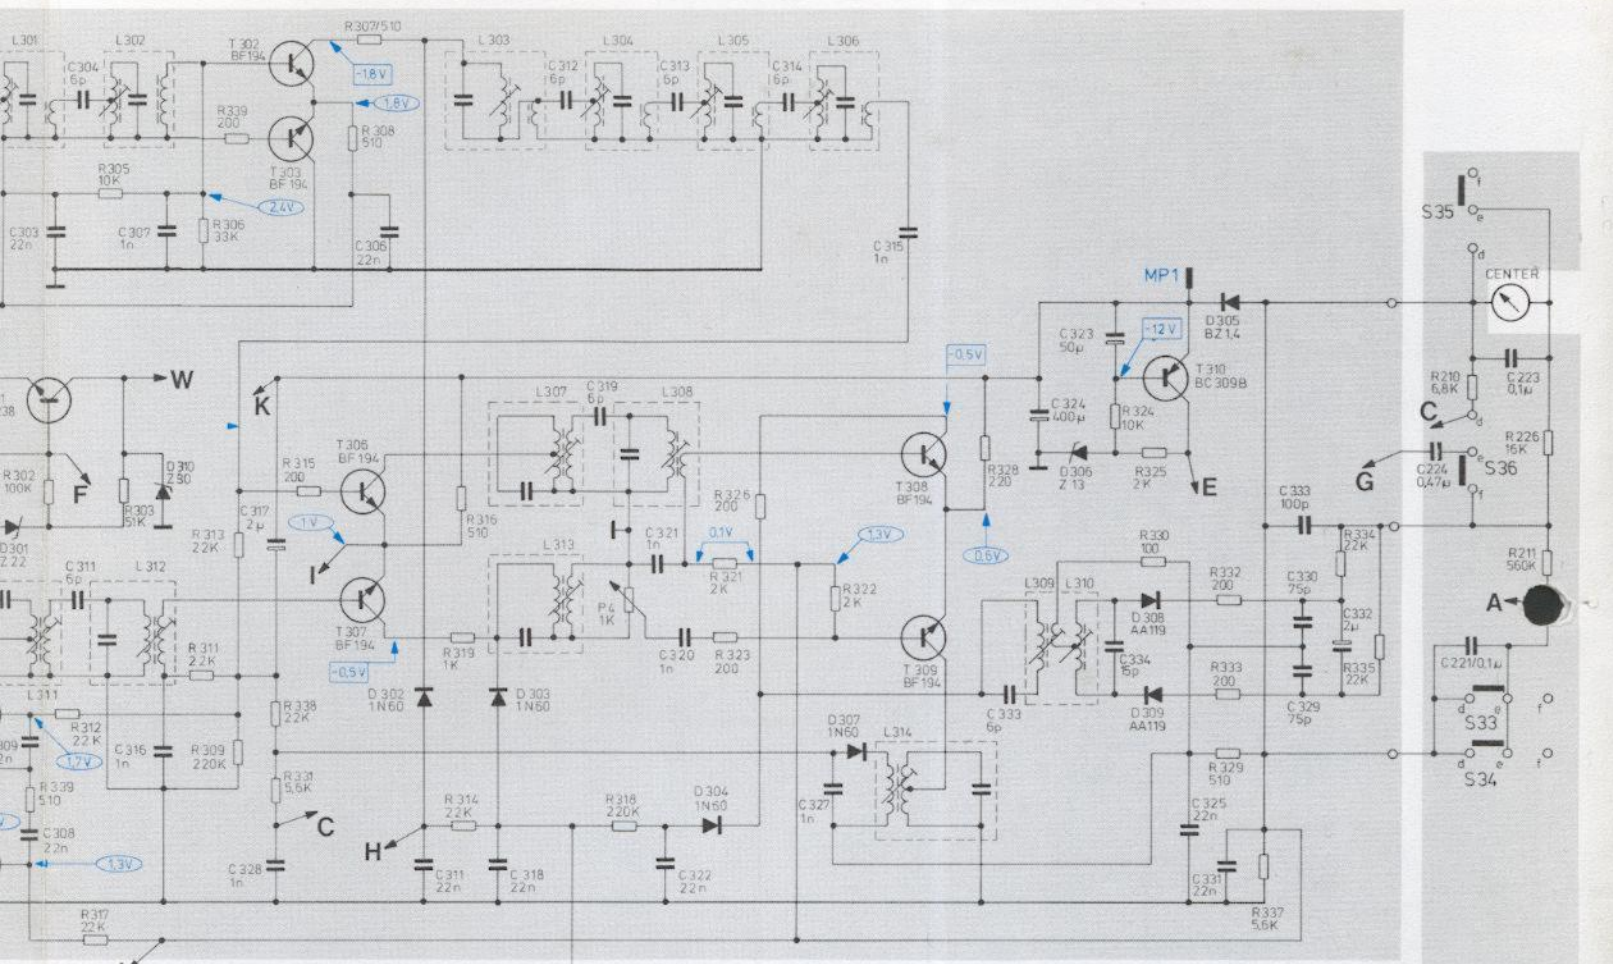 L301
L302
T302
BF194
R307/510
L303
L304
L305
L306
C304
6p
-1,8V
C312
6p
C313
6p
C314
6p
1,8V
R339
200
R308
510
T303
BF194
R305
10K
2,4V
S35
f
e
d
C303
22n
C307
1n
R306
33K
C306
22n
C315
1n
MP1
CENTER
C323
50µ
-12V
D305
BZ1,4
-0,5V
T310
BC309B
R210
6,8K
C223
0,1µ
W
K
L307
C319
6p
L308
C324
400µ
R324
10K
C
d
R226
16K
T306
BF194
R302
100K
F
R303
51K
D310
R315
200
T308
BF194
R328
220
D306
Z13
R325
2K
E
G
C224
0,47µ
e
S36
f
C317
2µ
1V
R316
510
R326
200
C333
100p
R313
22K
I
L313
C321
1n
0,1V
1,3V
0,6V
R330
100
R334
22K
R211
560K
D301
Z22
C311
6p
L312
R321
2K
R322
2K
L309
L310
R332
200
C330
75p
P4
1K
D308
AA119
C332
2µ
A
T307
BF194
R319
1K
C320
1n
R323
200
T309
BF194
C334
15p
R333
200
R335
22K
C221/0,1µ
R311
22K
-0,5V
L311
D302
1N60
D303
1N60
C333
6p
D309
AA119
C329
75p
d
e
f
S33
R312
22K
R338
22K
D307
1N60
L314
1,7V
C316
1n
R309
220K
R329
510
d
e
f
S34
R339
510
R331
5,6K
C
R314
22K
R318
220K
D304
1N60
C327
1n
C325
22n
C308
22n
H
1,3V
C328
1n
C311
22n
C318
22n
C322
22n
C331
22n
R337
5,6K
R317
22K